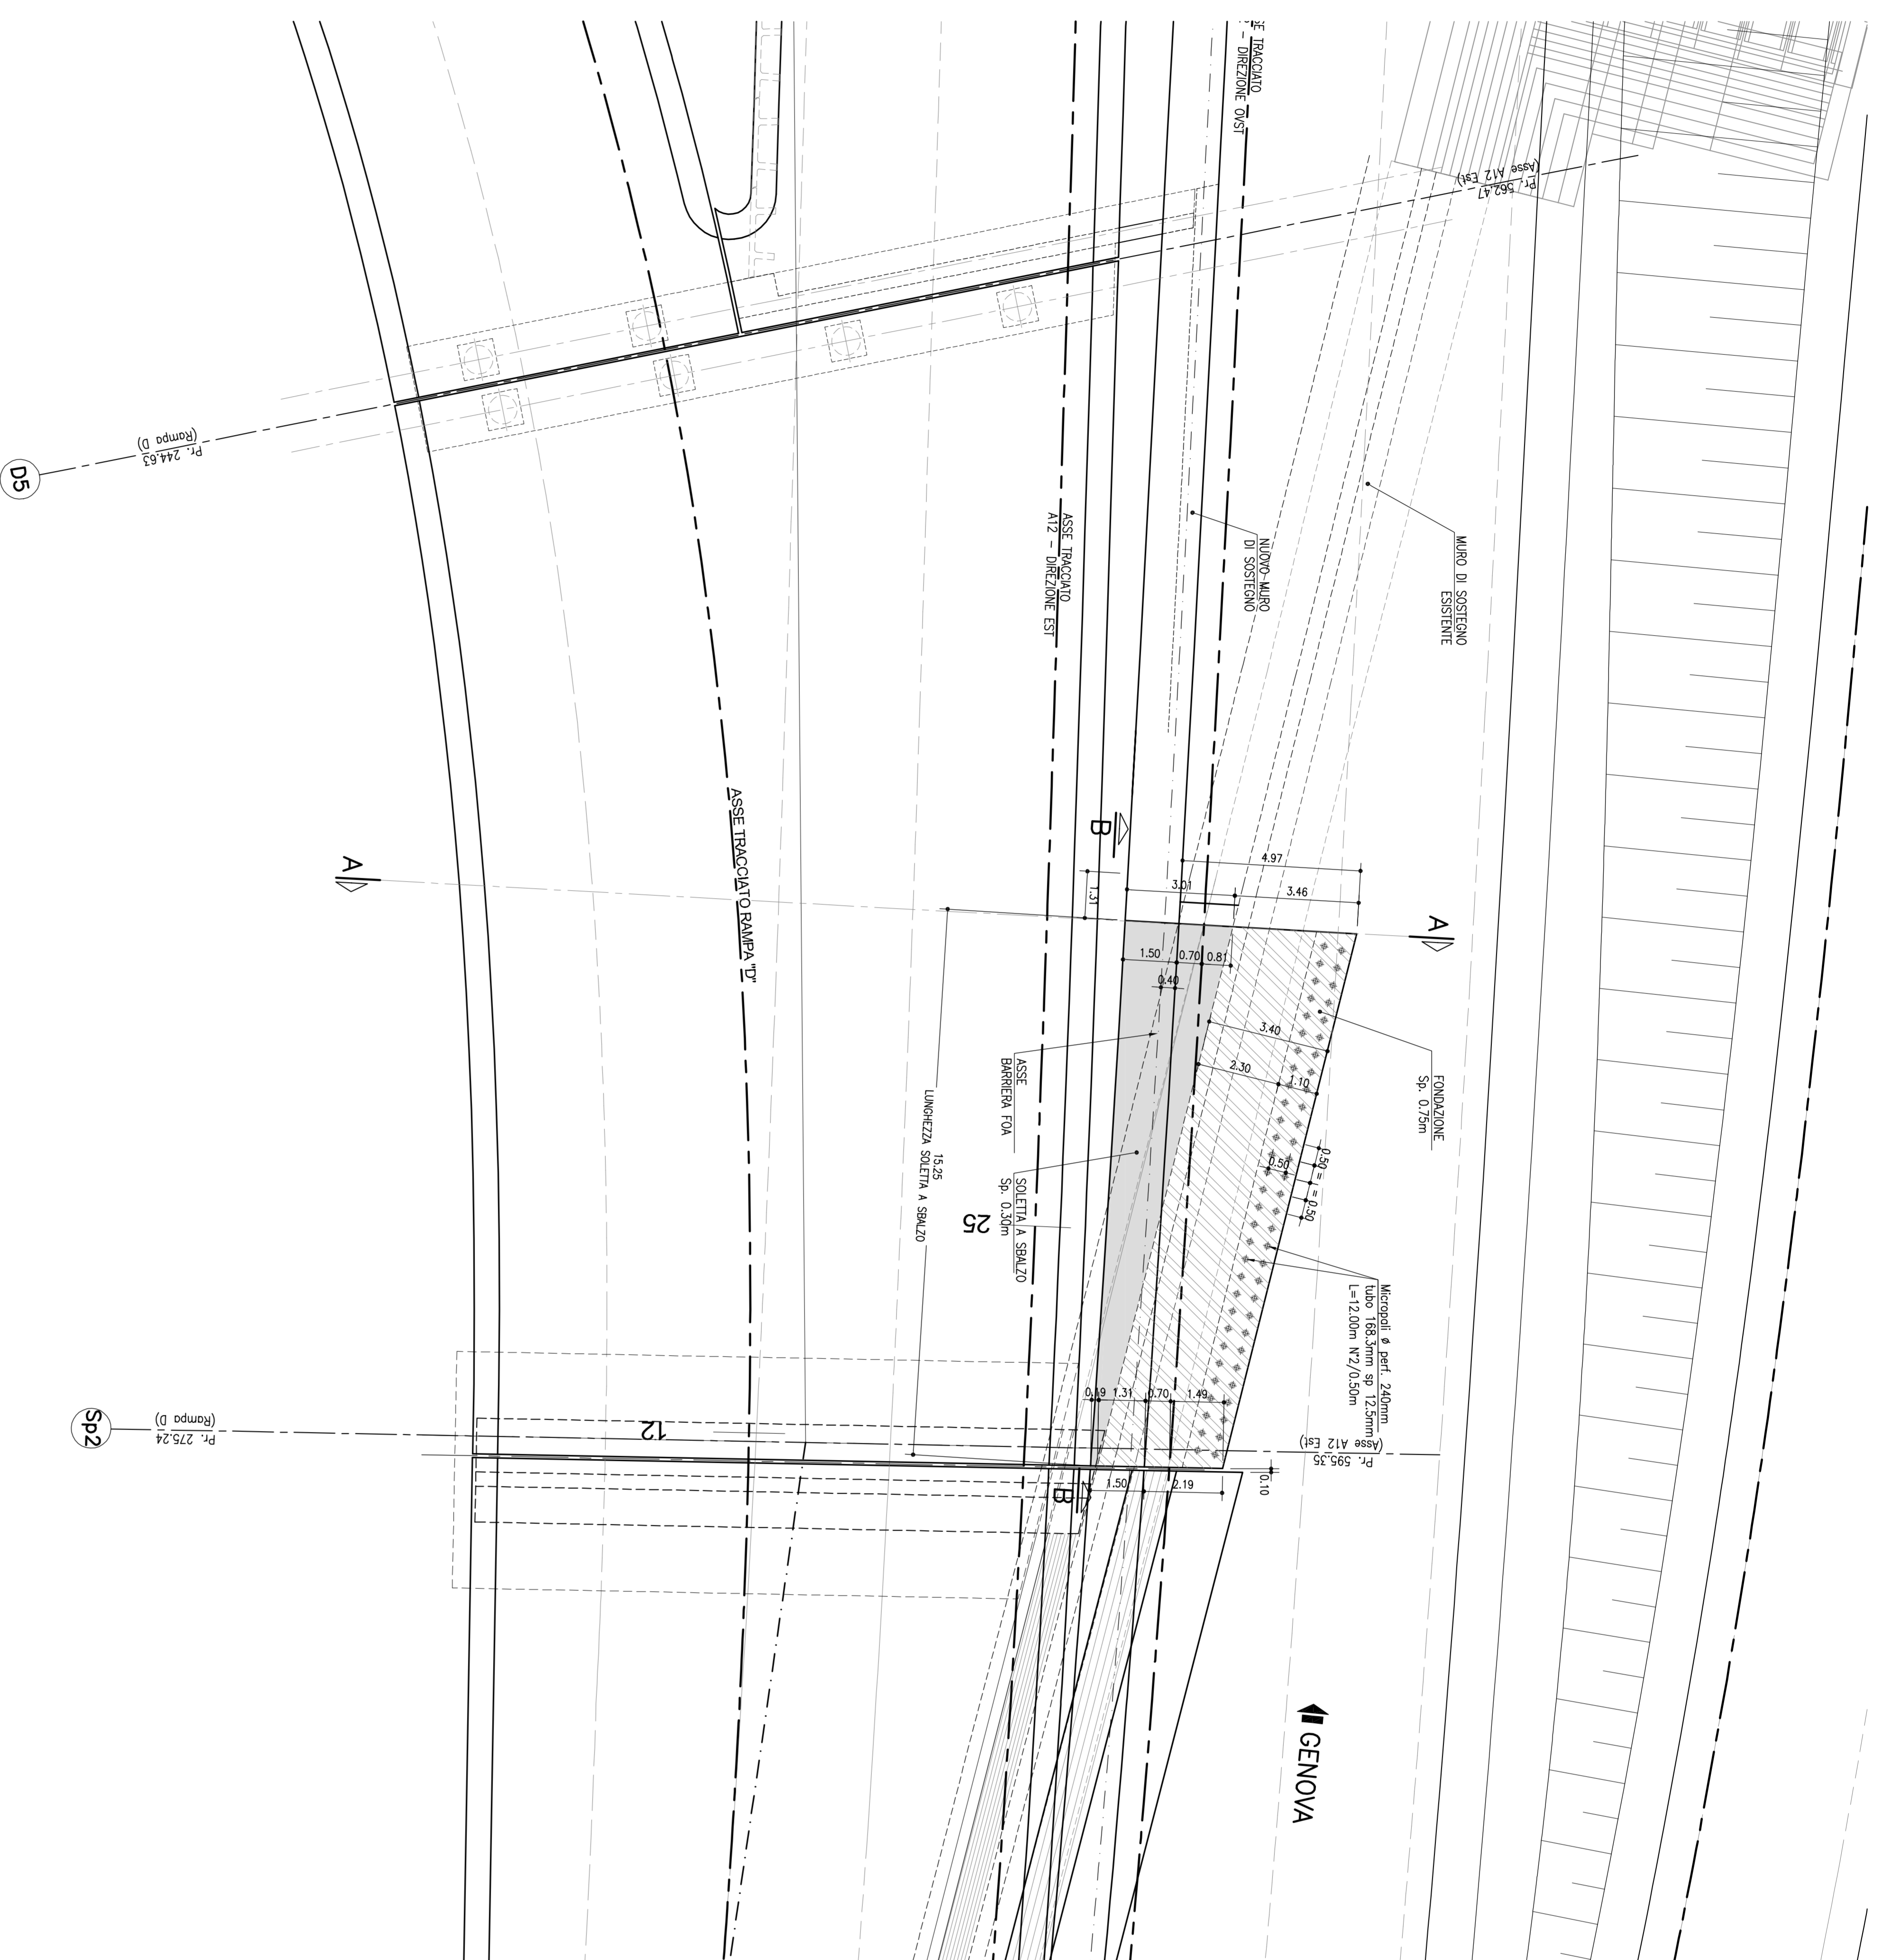 SE TRACCIATO
- DIREZIONE OVST
Pr. 562.47
(Asse A12 Est)
Pr. 244.63
(Rampa D)
D5
MURO DI SOSTEGNO
ESISTENTE
NUOVO MURO
DI SOSTEGNO
ASSE TRACCIATO
A12 - DIREZIONE EST
ASSE TRACCIATO RAMPA "D"
A
A
B
B
4.97
3.01
3.46
1.31
1.50
0.70
0.81
0.40
3.40
2.30
1.10
FONDAZIONE
Sp. 0.75m
0.50 = = 0.50
0.50
ASSE
BARRIERA FOA
SOLETTA A SBALZO
Sp. 0.30m
15.25
LUNGHEZZA SOLETTA A SBALZO
25
Micropali ø perf. 240mm
tubo 168.3mm sp 12.5mm
L=12.00m N°2/0.50m
0.19
1.31
0.70
1.49
12
Pr. 595.35
(Asse A12 Est)
Pr. 275.24
(Rampa D)
Sp2
0.10
1.50
2.19
GENOVA